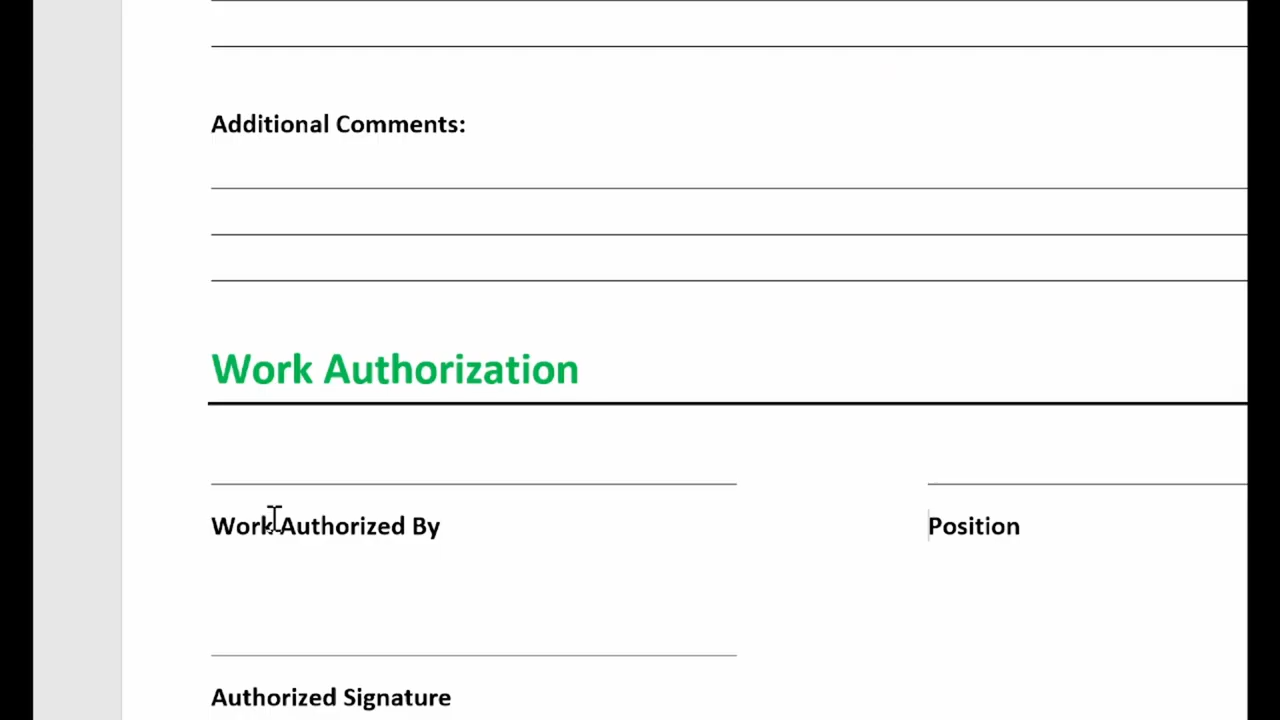 Additional Comments:
Work Authorization
Work Authorized By
Position
Authorized Signature